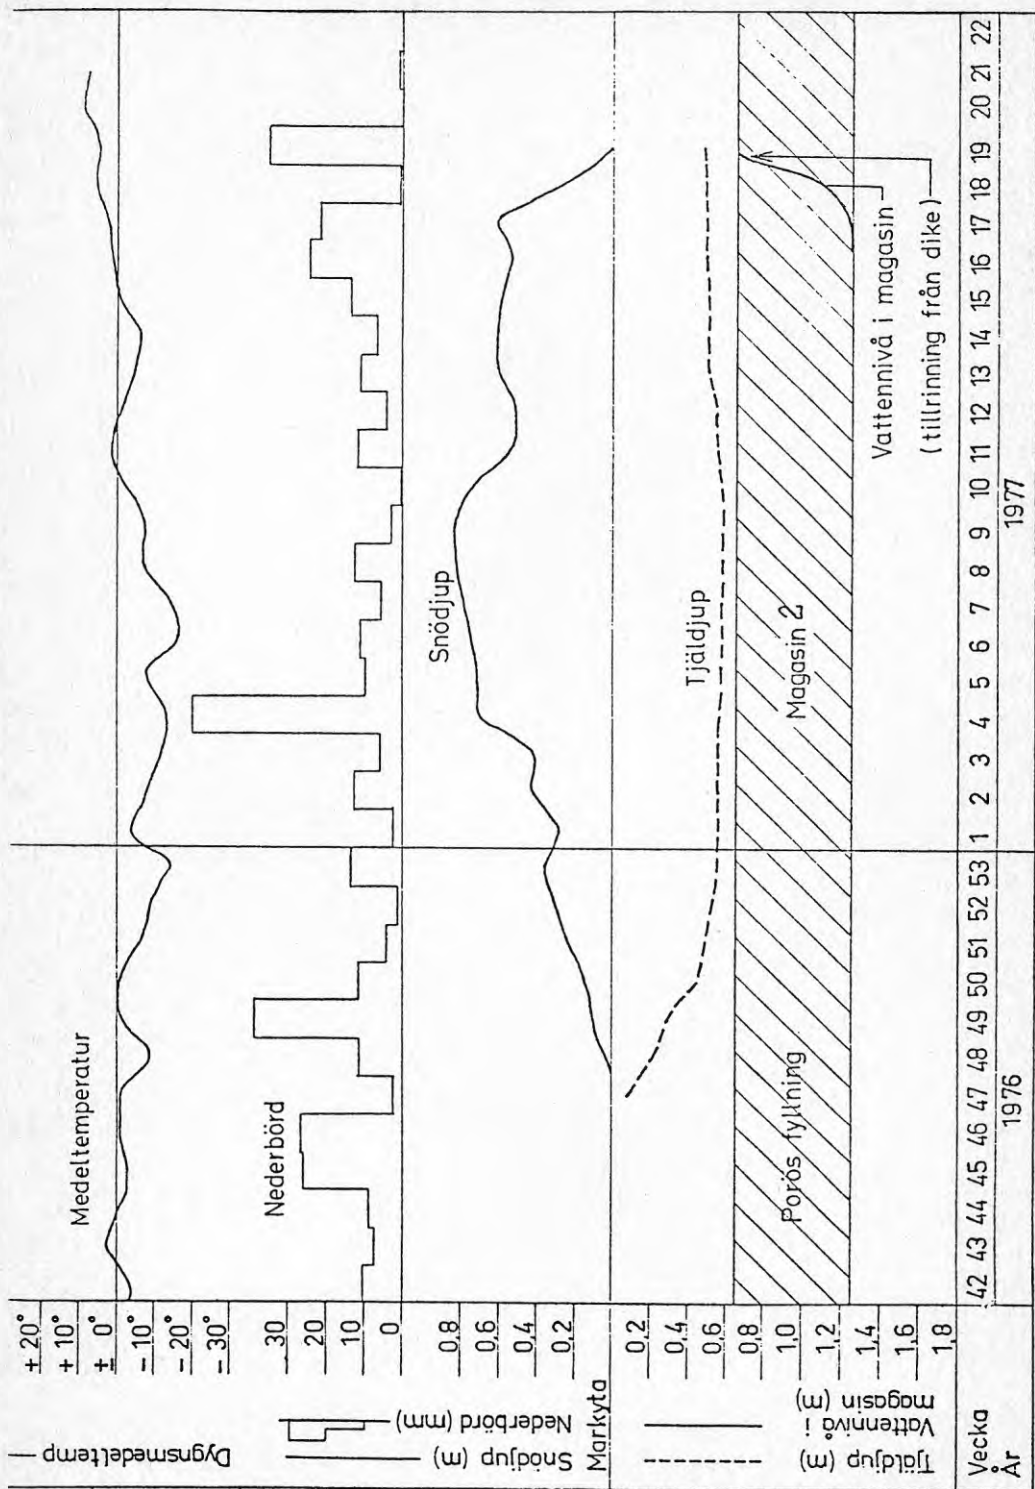 Dygnsmedeltemp
+ 20°
+ 10°
± 0°
- 10°
- 20°
- 30°
Medeltemperatur
Nederbörd (mm)
Snödjup (m)
30
20
10
0
Nederbörd
0,8
0,6
0,4
0,2
Snödjup
Markyta
Tjäldjup (m)
Vattennivå i
magasin (m)
0,2
0,4
0,6
0,8
1,0
1,2
1,4
1,6
1,8
Tjäldjup
Porös fyllning
Magasin 2
Vattennivå i magasin
(tillrinning från dike)
Vecka
42 43 44 45 46 47 48 49 50 51 52 53 1 2 3 4 5 6 7 8 9 10 11 12 13 14 15 16 17 18 19 20 21 22
År
1976
1977